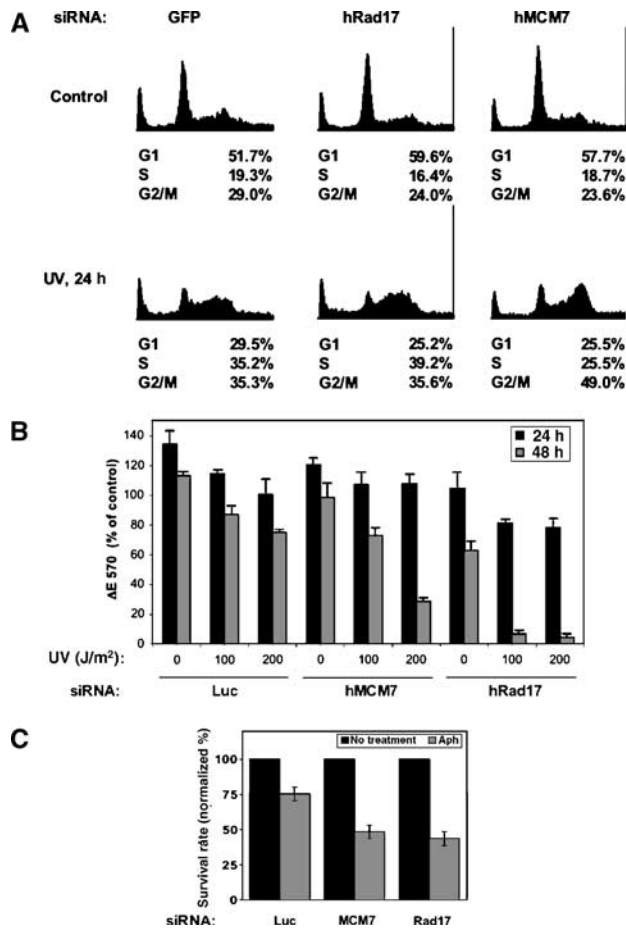 A
siRNA: GFP hRad17 hMCM7
Control
G1 51.7% G1 59.6% G1 57.7%
S 19.3% S 16.4% S 18.7%
G2/M 29.0% G2/M 24.0% G2/M 23.6%
UV, 24 h
G1 29.5% G1 25.2% G1 25.5%
S 35.2% S 39.2% S 25.5%
G2/M 35.3% G2/M 35.6% G2/M 49.0%
B
24 h
48 h
ΔE 570 (% of control)
140
120
100
80
60
40
20
0
UV (J/m²): 0 100 200 0 100 200 0 100 200
siRNA: Luc hMCM7 hRad17
C
No treatment Aph
Survival rate (normalized %)
100
75
50
25
0
siRNA: Luc MCM7 Rad17